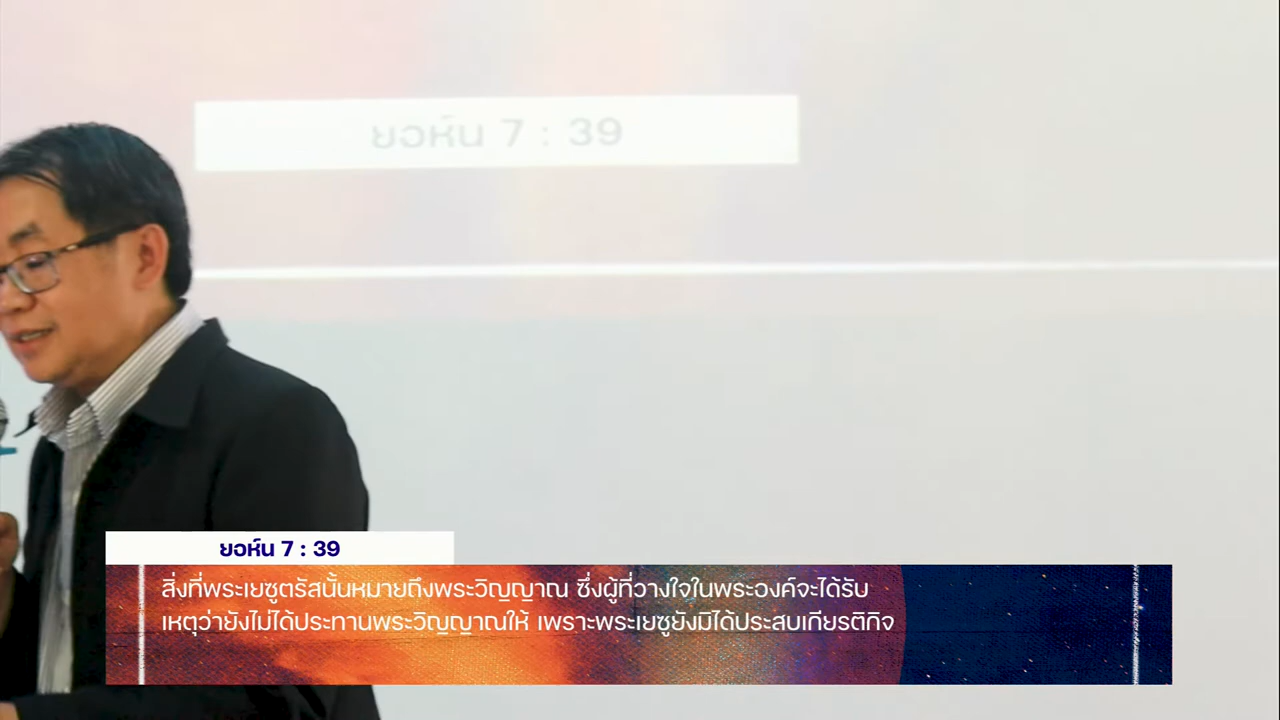 ยอห์น 7 : 39
ยอห์น 7 : 39
สิ่งที่พระเยซูตรัสนั้นหมายถึงพระวิญญาณ ซึ่งผู้ที่วางใจในพระองค์จะได้รับ
เหตุว่ายังไม่ได้ประทานพระวิญญาณให้ เพราะพระเยซูยังมิได้ประสบเกียรติกิจ